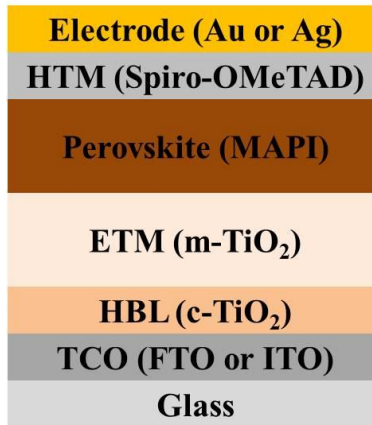 Electrode (Au or Ag)
HTM (Spiro-OMeTAD)
Perovskite (MAPI)
ETM (m-TiO₂)
HBL (c-TiO₂)
TCO (FTO or ITO)
Glass